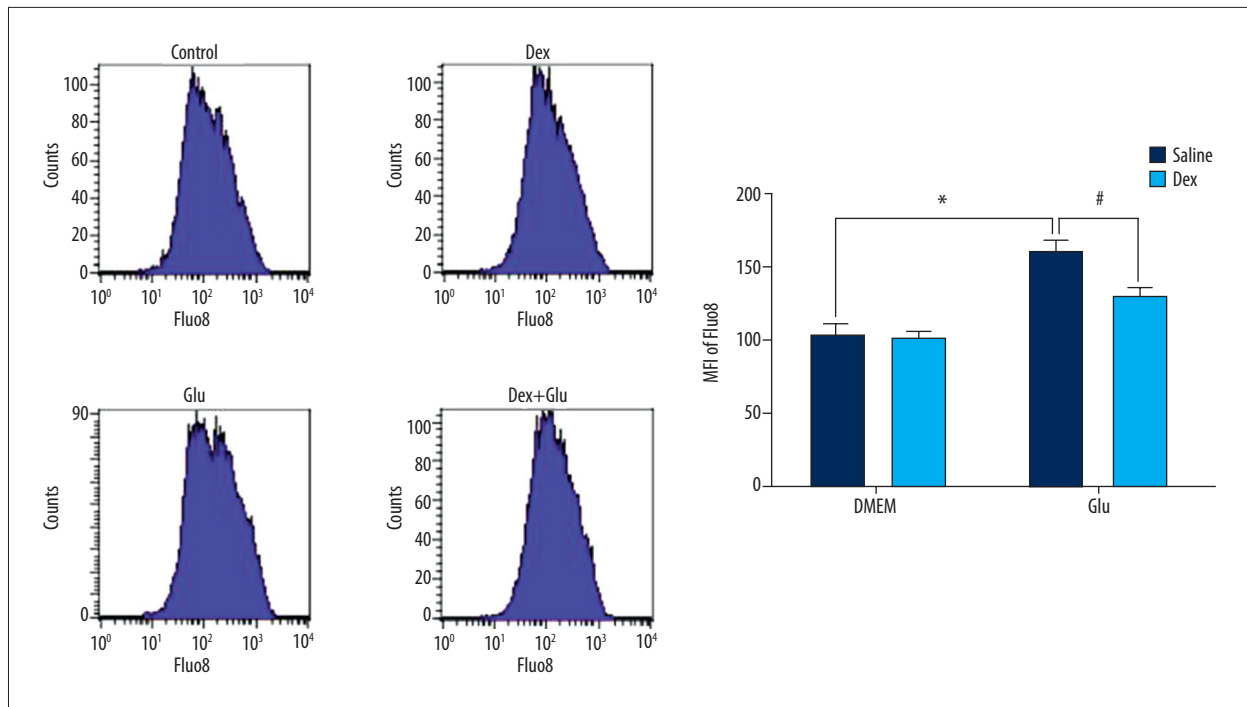 Control
100
80
60
40
20
0
Counts
10⁰ 10¹ 10² 10³ 10⁴
Fluo8
Dex
100
80
60
40
20
0
Counts
10⁰ 10¹ 10² 10³ 10⁴
Fluo8
Glu
90
0
Counts
10⁰ 10¹ 10² 10³ 10⁴
Fluo8
Dex+Glu
100
80
60
40
20
0
Counts
10⁰ 10¹ 10² 10³ 10⁴
Fluo8
Saline
Dex
200
150
100
50
0
MFI of Fluo8
* #
DMEM Glu